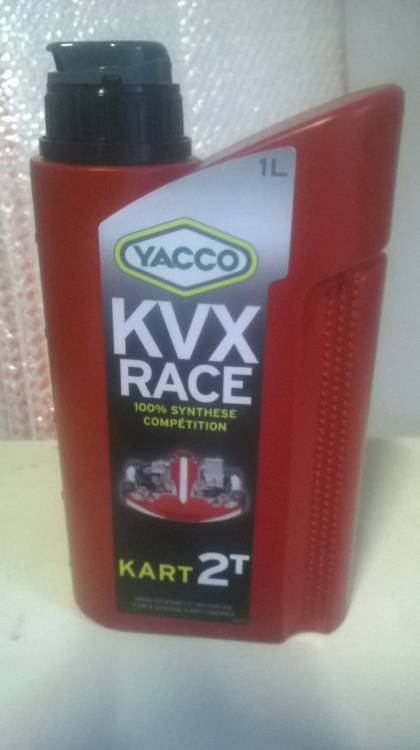 1L
YACCO
KVX
RACE
100% SYNTHESE
COMPÉTITION
KART 2T
100% SYNTHETIC MOTOR OIL
FOR 2 STROKE KART ENGINES